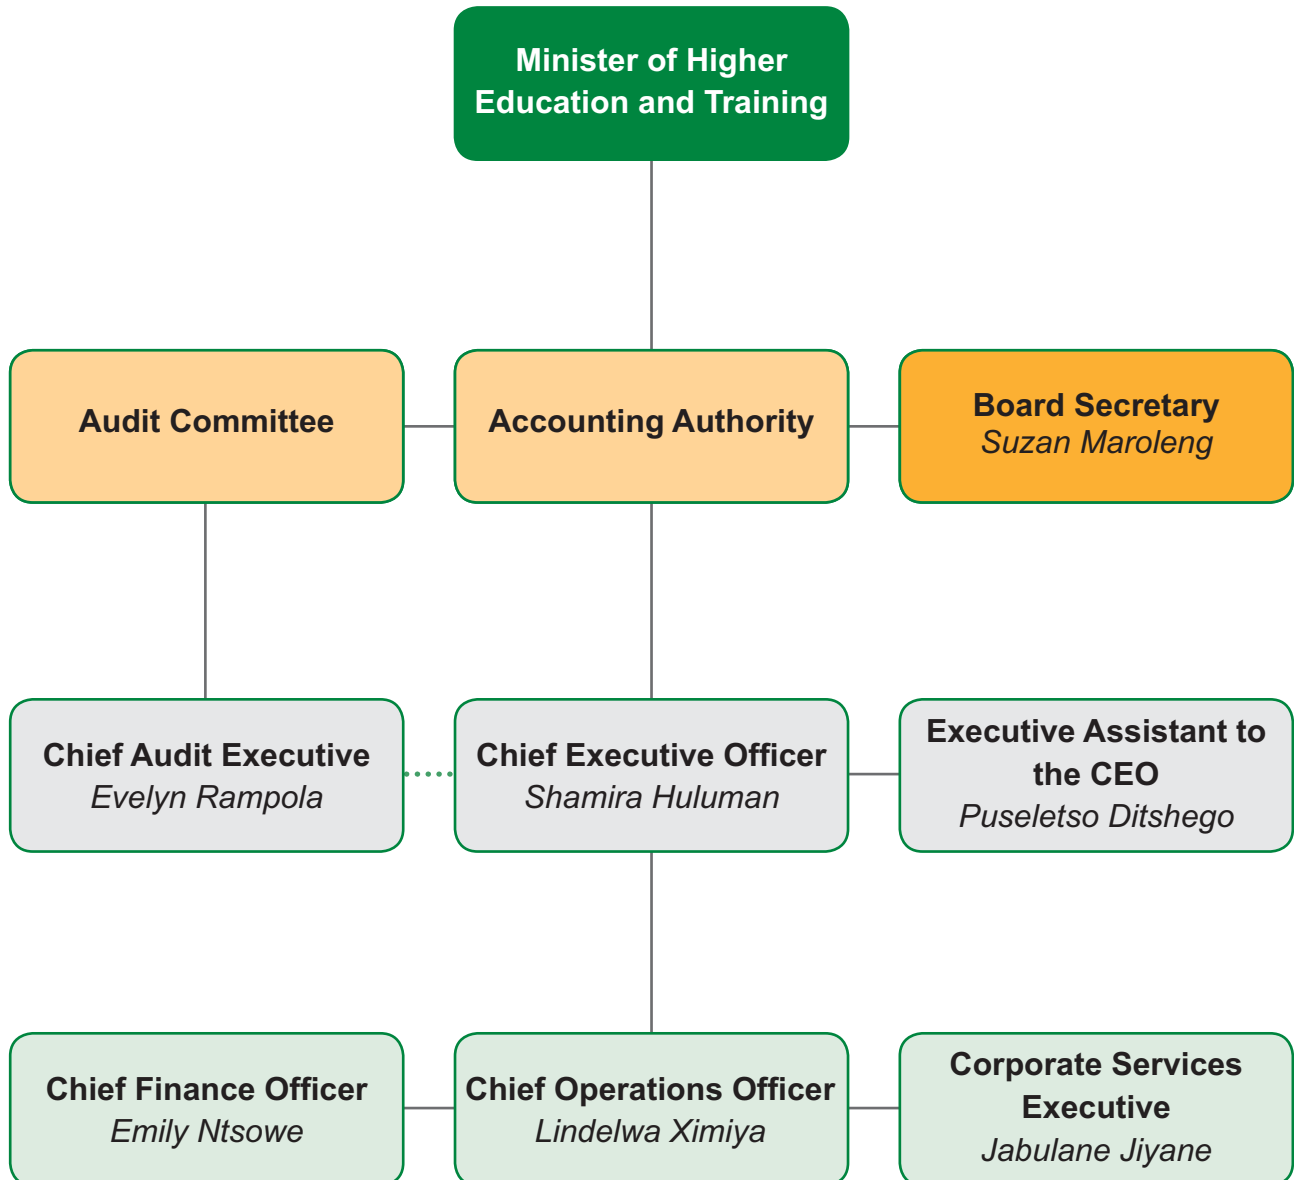 Minister of Higher
Education and Training
Audit Committee
Accounting Authority
Board Secretary
Suzan Maroleng
Chief Audit Executive
Evelyn Rampola
Chief Executive Officer
Shamira Huluman
Executive Assistant to
the CEO
Puseletso Ditshego
Chief Finance Officer
Emily Ntsowe
Chief Operations Officer
Lindelwa Ximiya
Corporate Services
Executive
Jabulane Jiyane